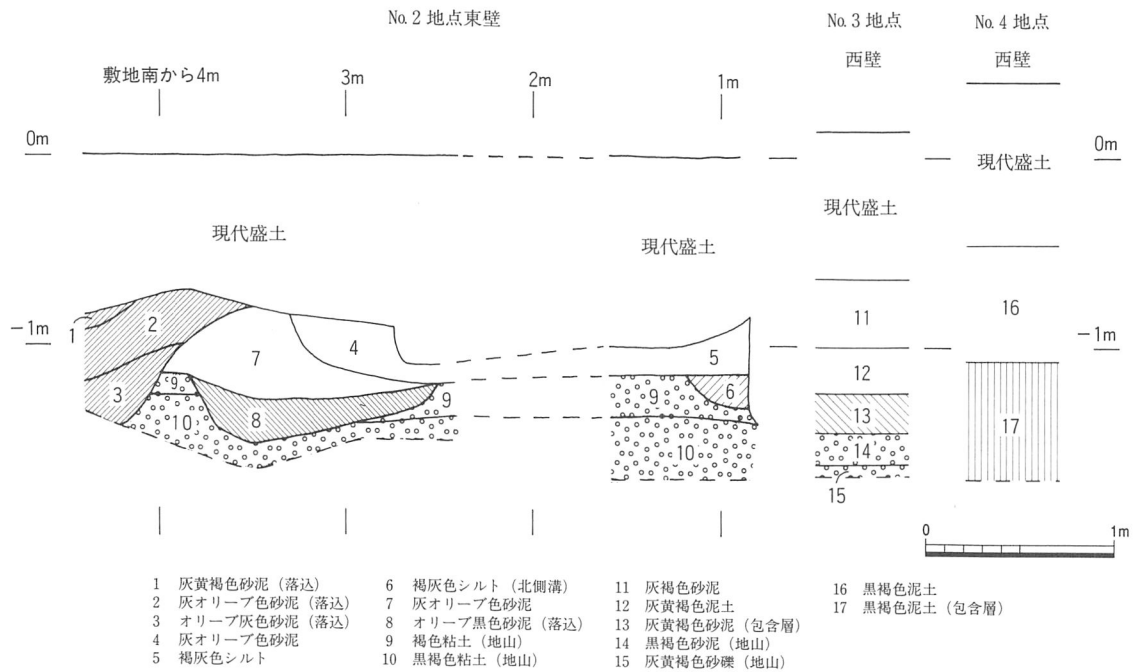 No. 2 地点東壁
No. 3 地点
西壁
No. 4 地点
西壁
敷地南から4m
3m
2m
1m
0m
0m
現代盛土
現代盛土
現代盛土
現代盛土
-1m
-1m
1
2
3
4
5
6
7
8
9
9
9
10
10
11
12
13
14
15
16
17
0
1m
1 灰黄褐色砂泥（落込）
2 灰オリーブ色砂泥（落込）
3 オリーブ灰色砂泥（落込）
4 灰オリーブ色砂泥
5 褐灰色シルト
6 褐灰色シルト（北側溝）
7 灰オリーブ色砂泥
8 オリーブ黒色砂泥（落込）
9 褐色粘土（地山）
10 黒褐色粘土（地山）
11 灰褐色砂泥
12 灰黄褐色泥土
13 灰黄褐色砂泥（包含層）
14 黒褐色砂泥（地山）
15 灰黄褐色砂礫（地山）
16 黒褐色泥土
17 黒褐色泥土（包含層）